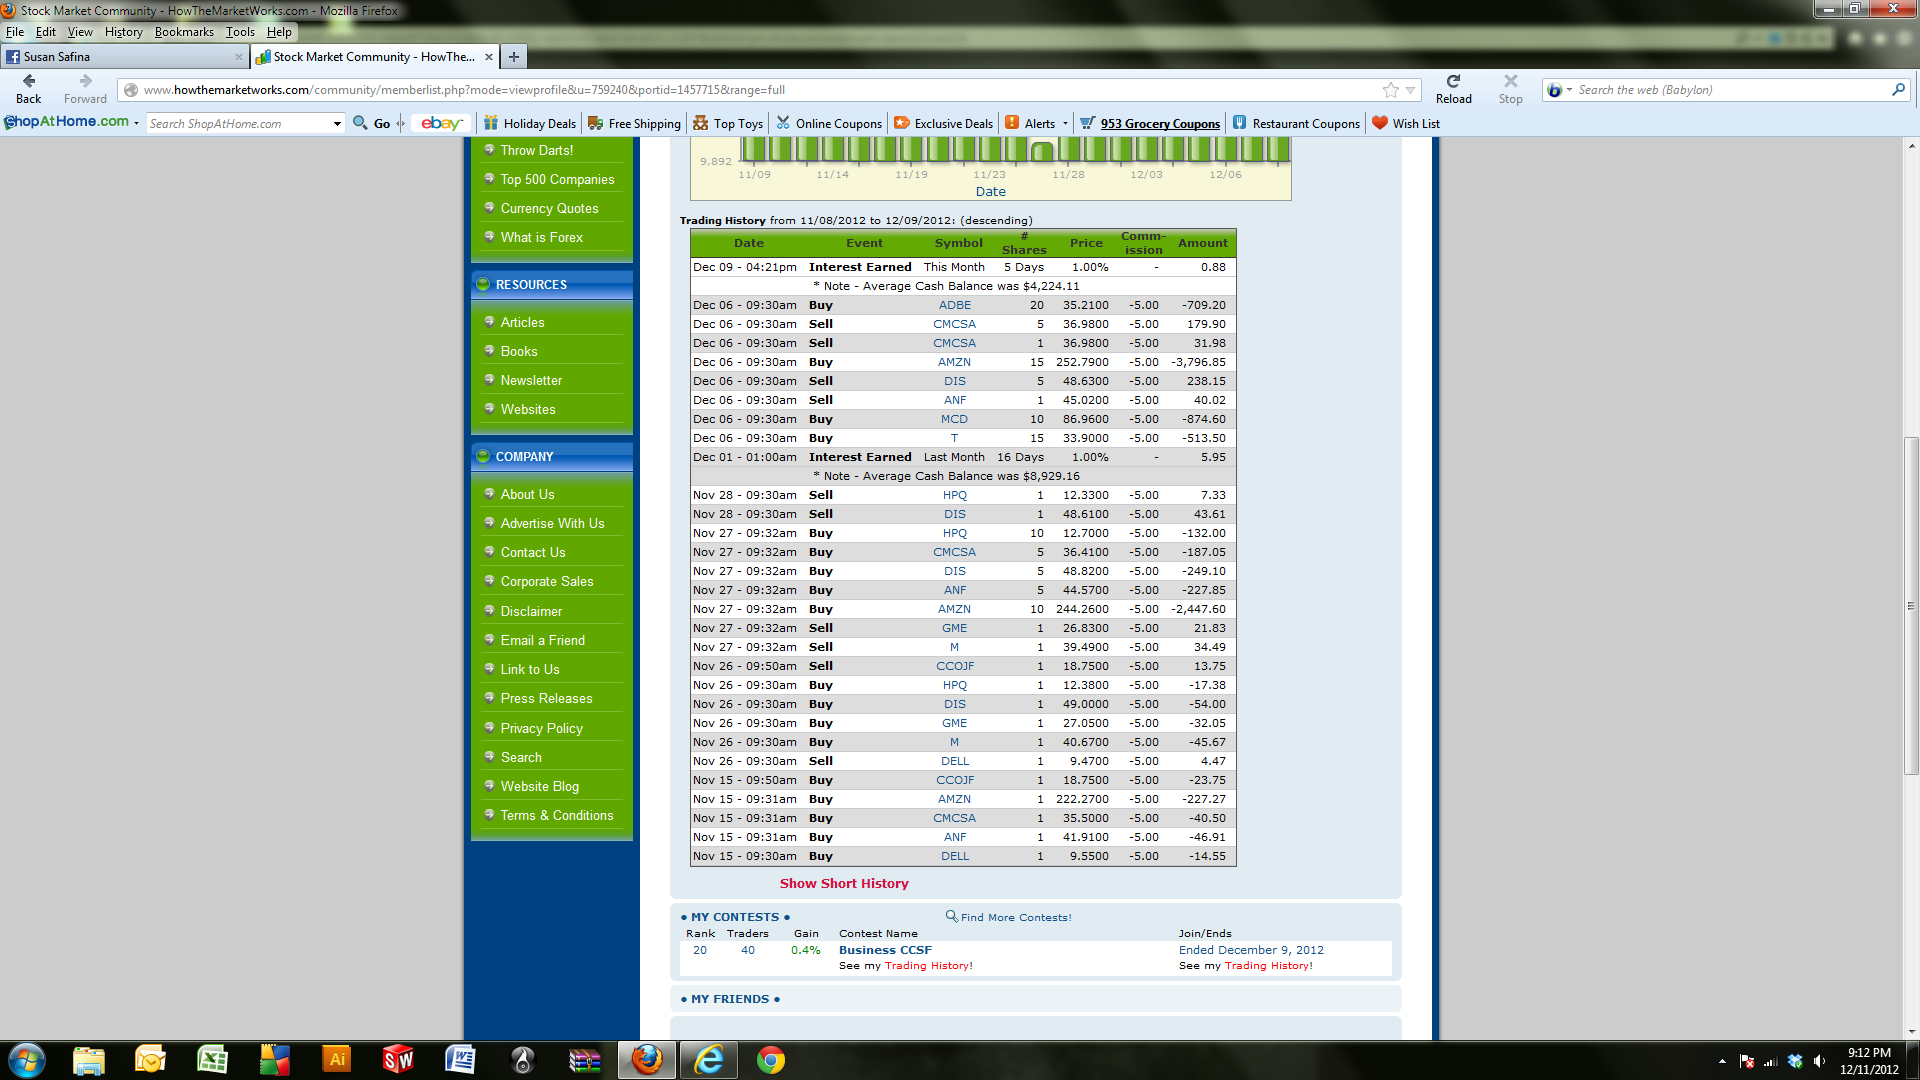 Stock Market Community - HowTheMarketWorks.com - Mozilla Firefox
File Edit View History Bookmarks Tools Help
Susan Safina
Stock Market Community - HowThe...
Back Forward www.howthemarketworks.com/community/memberlist.php?mode=viewprofile&u=759240&portid=1457715&range=full Reload Stop Search the web (Babylon)
ShopAtHome.com Search ShopAtHome.com Go ebay Holiday Deals Free Shipping Top Toys Online Coupons Exclusive Deals Alerts 953 Grocery Coupons Restaurant Coupons Wish List
Throw Darts!
Top 500 Companies
Currency Quotes
What is Forex
RESOURCES
Articles
Books
Newsletter
Websites
COMPANY
About Us
Advertise With Us
Contact Us
Corporate Sales
Disclaimer
Email a Friend
Link to Us
Press Releases
Privacy Policy
Search
Website Blog
Terms & Conditions
9,892
11/09 11/14 11/19 11/23 11/28 12/03 12/06
Date
Trading History from 11/08/2012 to 12/09/2012: (descending)
Date Event Symbol # Shares Price Comm-ission Amount
Dec 09 - 04:21pm Interest Earned This Month 5 Days 1.00% - 0.88
* Note - Average Cash Balance was $4,224.11
Dec 06 - 09:30am Buy ADBE 20 35.2100 -5.00 -709.20
Dec 06 - 09:30am Sell CMCSA 5 36.9800 -5.00 179.90
Dec 06 - 09:30am Sell CMCSA 1 36.9800 -5.00 31.98
Dec 06 - 09:30am Buy AMZN 15 252.7900 -5.00 -3,796.85
Dec 06 - 09:30am Sell DIS 5 48.6300 -5.00 238.15
Dec 06 - 09:30am Sell ANF 1 45.0200 -5.00 40.02
Dec 06 - 09:30am Buy MCD 10 86.9600 -5.00 -874.60
Dec 06 - 09:30am Buy T 15 33.9000 -5.00 -513.50
Dec 01 - 01:00am Interest Earned Last Month 16 Days 1.00% - 5.95
* Note - Average Cash Balance was $8,929.16
Nov 28 - 09:30am Sell HPQ 1 12.3300 -5.00 7.33
Nov 28 - 09:30am Sell DIS 1 48.6100 -5.00 43.61
Nov 27 - 09:32am Buy HPQ 10 12.7000 -5.00 -132.00
Nov 27 - 09:32am Buy CMCSA 5 36.4100 -5.00 -187.05
Nov 27 - 09:32am Buy DIS 5 48.8200 -5.00 -249.10
Nov 27 - 09:32am Buy ANF 5 44.5700 -5.00 -227.85
Nov 27 - 09:32am Buy AMZN 10 244.2600 -5.00 -2,447.60
Nov 27 - 09:32am Sell GME 1 26.8300 -5.00 21.83
Nov 27 - 09:32am Sell M 1 39.4900 -5.00 34.49
Nov 26 - 09:50am Sell CCOJF 1 18.7500 -5.00 13.75
Nov 26 - 09:30am Buy HPQ 1 12.3800 -5.00 -17.38
Nov 26 - 09:30am Buy DIS 1 49.0000 -5.00 -54.00
Nov 26 - 09:30am Buy GME 1 27.0500 -5.00 -32.05
Nov 26 - 09:30am Buy M 1 40.6700 -5.00 -45.67
Nov 26 - 09:30am Sell DELL 1 9.4700 -5.00 4.47
Nov 15 - 09:50am Buy CCOJF 1 18.7500 -5.00 -23.75
Nov 15 - 09:31am Buy AMZN 1 222.2700 -5.00 -227.27
Nov 15 - 09:31am Buy CMCSA 1 35.5000 -5.00 -40.50
Nov 15 - 09:31am Buy ANF 1 41.9100 -5.00 -46.91
Nov 15 - 09:30am Buy DELL 1 9.5500 -5.00 -14.55
Show Short History
• MY CONTESTS • Find More Contests!
Rank Traders Gain Contest Name Join/Ends
20 40 0.4% Business CCSF Ended December 9, 2012
See my Trading History! See my Trading History!
• MY FRIENDS •
Ai SW
9:12 PM
12/11/2012